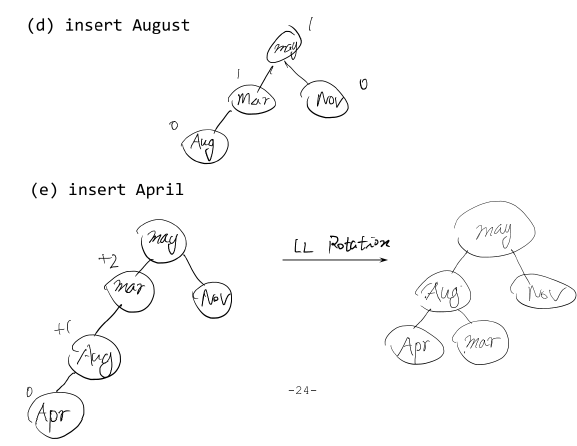 (d) insert August
1
may
1
Mar
Nov
0
0
Aug
(e) insert April
may
+2
mar
Nov
+1
Aug
0
Apr
LL Rotation
may
Aug
Nov
Apr
mar
-24-